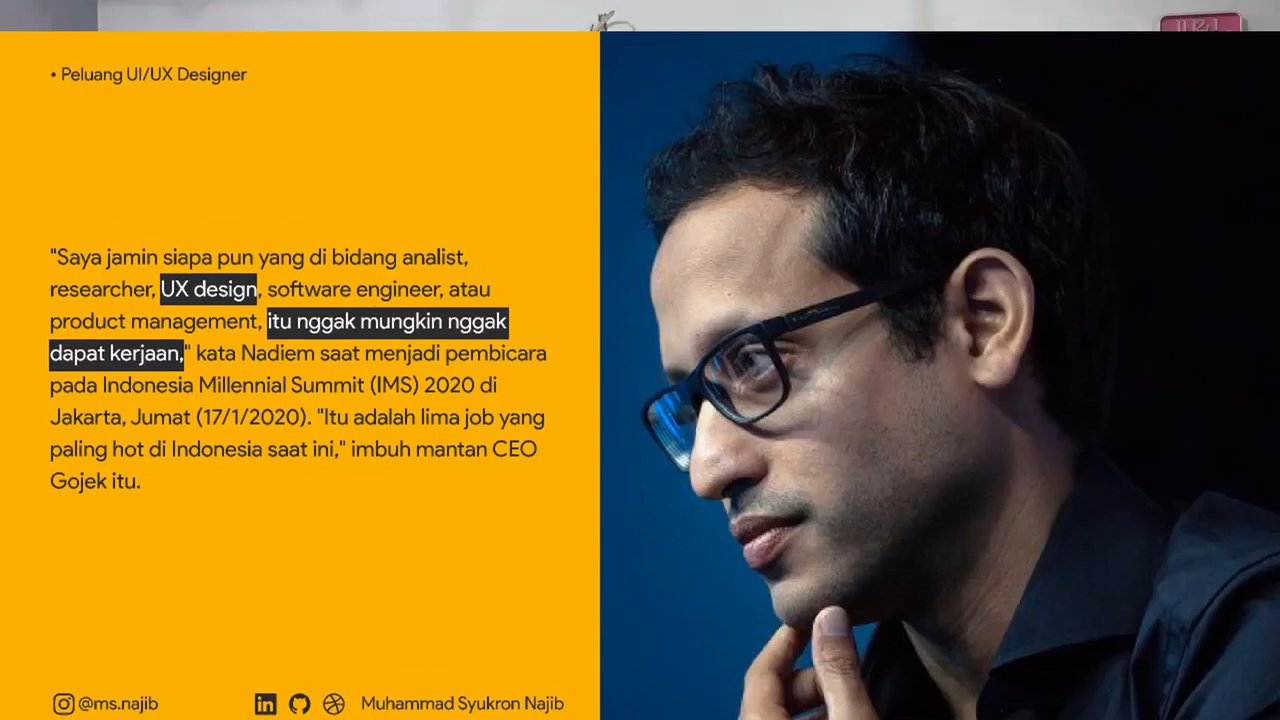 • Peluang UI/UX Designer
"Saya jamin siapa pun yang di bidang analist,
researcher, UX design, software engineer, atau
product management, itu nggak mungkin nggak
dapat kerjaan," kata Nadiem saat menjadi pembicara
pada Indonesia Millennial Summit (IMS) 2020 di
Jakarta, Jumat (17/1/2020). "Itu adalah lima job yang
paling hot di Indonesia saat ini," imbuh mantan CEO
Gojek itu.
@ms.najib
Muhammad Syukron Najib